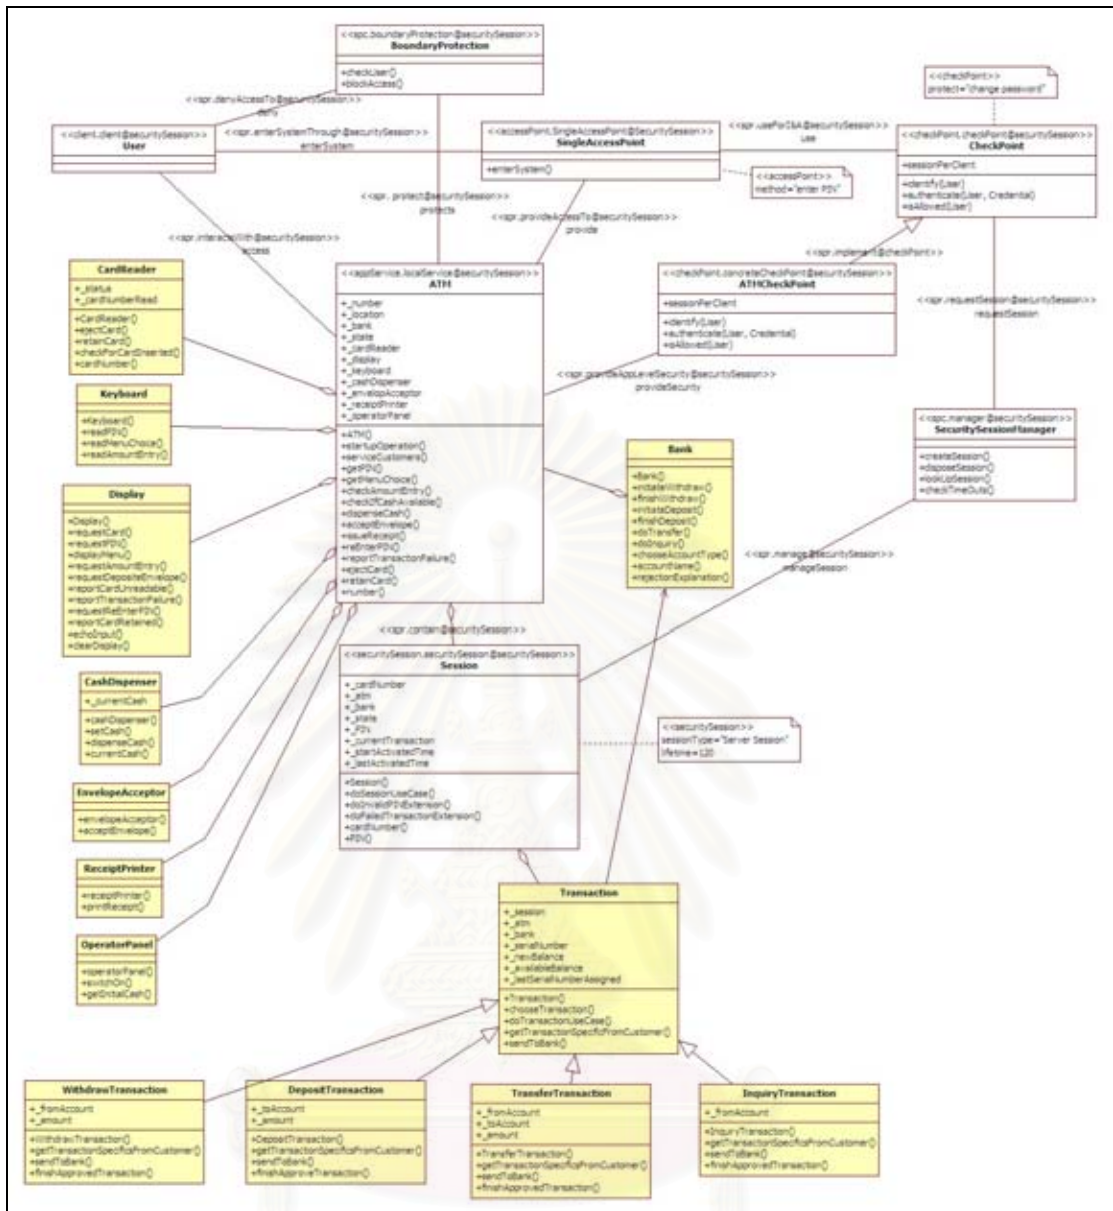 <<spc.boundaryProtection@securitySession>>
BoundaryProtection
+checkUser()
+blockAccess()
<<spr.denyAccessTo@securitySession>>
deny
<<client.client@securitySession>>
User
<<spr.enterSystemThrough@securitySession>>
enterSystem
<<accessPoint.SingleAccessPoint@SecuritySession>>
SingleAccessPoint
+enterSystem()
<<accessPoint>>
method="enter PIN"
<<spr.useForI&A@securitySession>>
use
<<checkPoint>>
protect="change password"
<<checkPoint.checkPoint@securitySession>>
CheckPoint
+sessionPerClient
+identify(User)
+authenticate(User, Credential)
+isAllowed(User)
<<spr. protect@securitySession>>
protects
<<spr.provideAccessTo@securitySession>>
provide
<<spr.interactsWith@securitySession>>
access
<<spr.implement@checkPoint>>
<<spr.requestSession@securitySession>>
requestSession
CardReader
+_status
+_cardNumberRead
+CardReader()
+ejectCard()
+retainCard()
+checkForCardInserted()
+cardNumber()
<<appService.localService@securitySession>>
ATM
+_number
+_location
+_bank
+_state
+_cardReader
+_display
+_keyboard
+_cashDispenser
+_envelopAcceptor
+_receiptPrinter
+_operatorPanel
+ATM()
+startupOperation()
+serviceCustomers()
+getPIN()
+getMenuChoice()
+checkAmountEntry()
+checkIfCashAvailable()
+dispenseCash()
+acceptEnvelope()
+issueReceipt()
+reEnterPIN()
+reportTransactionFailure()
+ejectCard()
+retainCard()
+number()
<<checkPoint.concreteCheckPoint@securitySession>>
ATMCheckPoint
+sessionPerClient
+identify(User)
+authenticate(User, Credential)
+isAllowed(User)
<<spr.provideAppLevelSecurity@securitySession>>
provideSecurity
Keyboard
+Keyboard()
+readPIN()
+readMenuChoice()
+readAmountEntry()
<<spc.manager@securitySession>>
SecuritySessionManager
+createSession()
+disposeSession()
+lookUpSession()
+checkTimeOuts()
Bank
+Bank()
+initiateWithdraw()
+finishWithdraw()
+initiateDeposit()
+finishDeposit()
+doTransfer()
+doInquiry()
+chooseAccountType()
+accountName()
+rejectionExplanation()
Display
+Display()
+requestCard()
+requestPIN()
+displayMenu()
+requestAmountEntry()
+requestDepositeEnvelope()
+reportCardUnreadable()
+reportTransactionFailure()
+requestReEnterPIN()
+reportCardRetained()
+echoInput()
+clearDisplay()
<<spr.manage@securitySession>>
manageSession
<<spr.contain@securitySession>>
<<securitySession.securitySession@securitySession>>
Session
+_cardNumber
+_atm
+_bank
+_state
+_PIN
+_currentTransaction
+_startActivatedTime
+_lastActivatedTime
+Session()
+doSessionUseCase()
+doInvalidPINExtension()
+doFailedTransactionExtension()
+cardNumber()
+PIN()
<<securitySession>>
sessionType="Server Session"
lifetime=120
CashDispenser
+_currentCash
+cashDispenser()
+setCash()
+dispenseCash()
+currentCash()
EnvelopeAcceptor
+envelopeAcceptor()
+acceptEnvelope()
ReceiptPrinter
+receiptPrinter()
+printReceipt()
OperatorPanel
+operatorPanel()
+switchOn()
+getInitialCash()
Transaction
+_session
+_atm
+_bank
+_serialNumber
+_newBalance
+_availableBalance
+_lastSerialNumberAssigned
+Transaction()
+chooseTransaction()
+doTransactionUseCase()
+getTransactionSpecificFromCustomer()
+sendToBank()
WithdrawTransaction
+_fromAccount
+_amount
+WithdrawTransaction()
+getTransactionSpecificsFromCustomer()
+sendToBank()
+finishApprovedTransaction()
DepositTransaction
+_toAccount
+_amount
+DepositTransaction()
+getTransactionSpecificsFromCustomer()
+sendToBank()
+finishApproveTransaction()
TransferTransaction
+_fromAccount
+_toAccount
+_amount
+TransferTransaction()
+getTransactionSpecificsFromCustomer()
+sendToBank()
+finishApprovedTransaction()
InquiryTransaction
+_fromAccount
+InquiryTransaction()
+getTransactionSpecificsFromCustomer()
+sendToBank()
+finishApprovedTransaction()